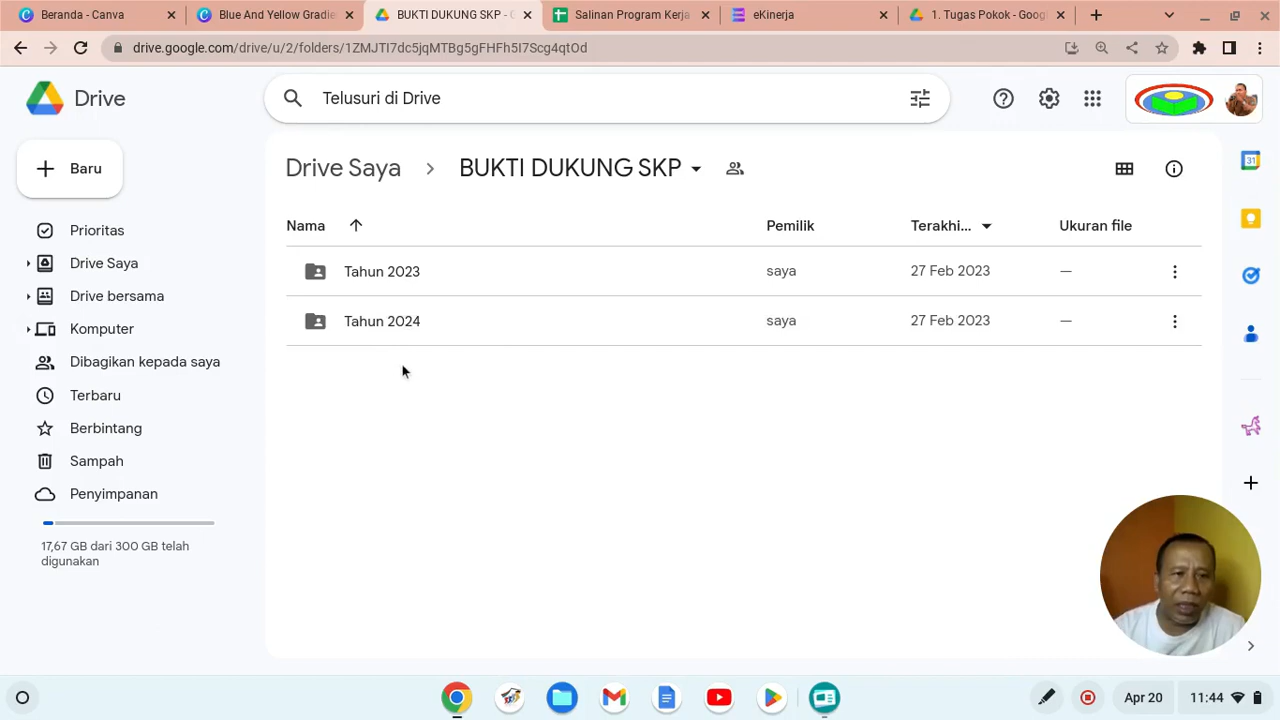 Beranda - Canva
Blue And Yellow Gradie
BUKTI DUKUNG SKP - G
Salinan Program Kerja
eKinerja
1. Tugas Pokok - Googl
drive.google.com/drive/u/2/folders/1ZMJTI7dc5jqMTBg5gFHFh5I7Scg4qtOd
Drive
Telusuri di Drive
Baru
Drive Saya
BUKTI DUKUNG SKP
Nama
Pemilik
Terakhi...
Ukuran file
Tahun 2023
saya
27 Feb 2023
—
Tahun 2024
saya
27 Feb 2023
—
Prioritas
Drive Saya
Drive bersama
Komputer
Dibagikan kepada saya
Terbaru
Berbintang
Sampah
Penyimpanan
17,67 GB dari 300 GB telah
digunakan
31
Apr 20
11:44